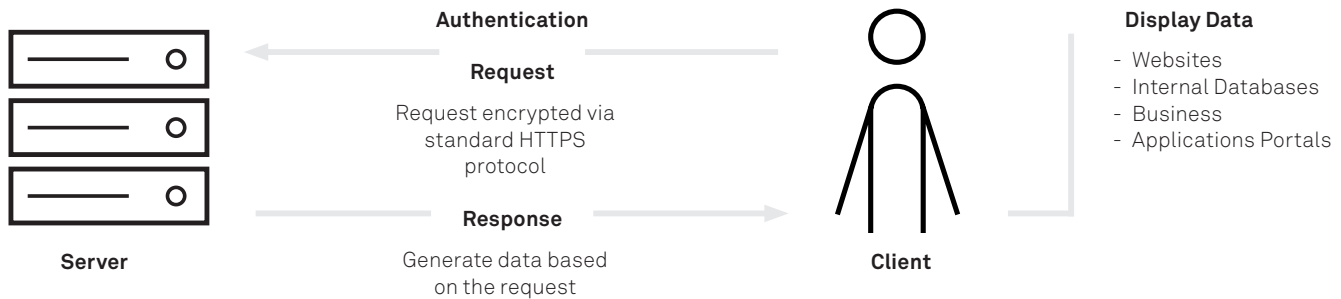 Authentication
Request
Request encrypted via
standard HTTPS
protocol
Response
Generate data based
on the request
Server
Client
Display Data
- Websites
- Internal Databases
- Business
- Applications Portals